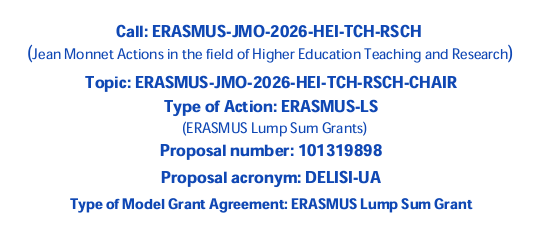 Call: ERASMUS-JMO-2026-HEI-TCH-RSCH
(Jean Monnet Actions in the field of Higher Education Teaching and Research)
Topic: ERASMUS-JMO-2026-HEI-TCH-RSCH-CHAIR
Type of Action: ERASMUS-LS
(ERASMUS Lump Sum Grants)
Proposal number: 101319898
Proposal acronym: DELISI-UA
Type of Model Grant Agreement: ERASMUS Lump Sum Grant